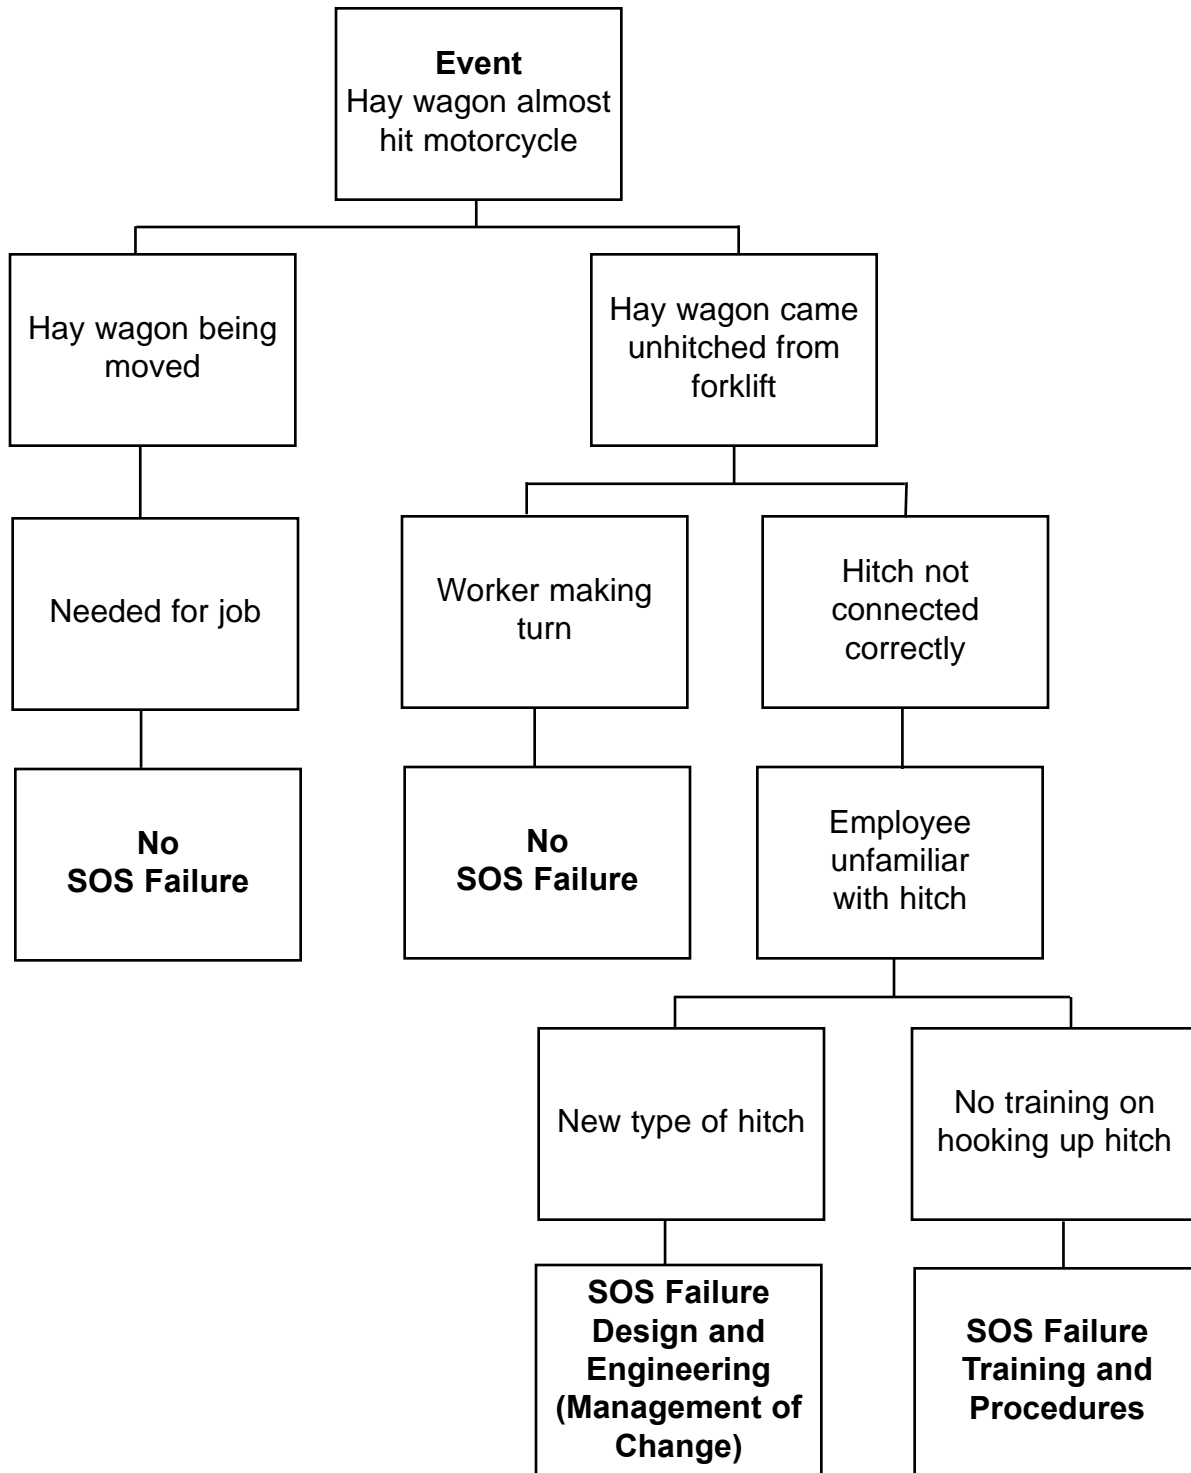 Event
Hay wagon almost
hit motorcycle
Hay wagon being
moved
Hay wagon came
unhitched from
forklift
Needed for job
Worker making
turn
Hitch not
connected
correctly
No
SOS Failure
No
SOS Failure
Employee
unfamiliar
with hitch
New type of hitch
No training on
hooking up hitch
SOS Failure
Design and
Engineering
(Management of
Change)
SOS Failure
Training and
Procedures